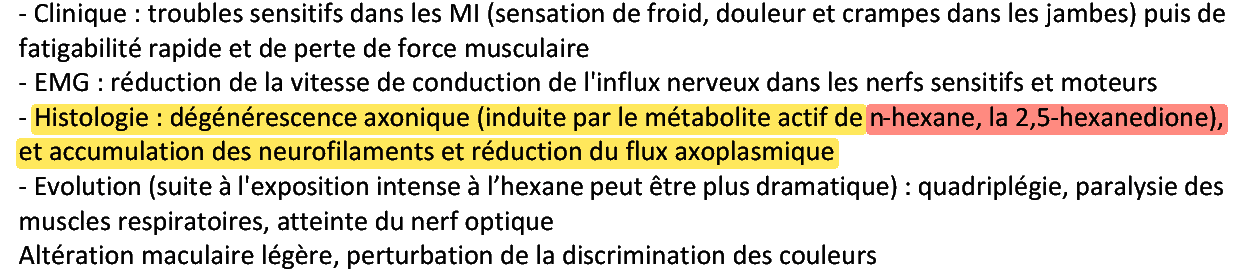 - Clinique : troubles sensitifs dans les MI (sensation de froid, douleur et crampes dans les jambes) puis de
fatigabilité rapide et de perte de force musculaire
- EMG : réduction de la vitesse de conduction de l'influx nerveux dans les nerfs sensitifs et moteurs
- Histologie : dégénérescence axonique (induite par le métabolite actif de n-hexane, la 2,5-hexanedione),
et accumulation des neurofilaments et réduction du flux axoplasmique
- Evolution (suite à l'exposition intense à l’hexane peut être plus dramatique) : quadriplégie, paralysie des
muscles respiratoires, atteinte du nerf optique
Altération maculaire légère, perturbation de la discrimination des couleurs